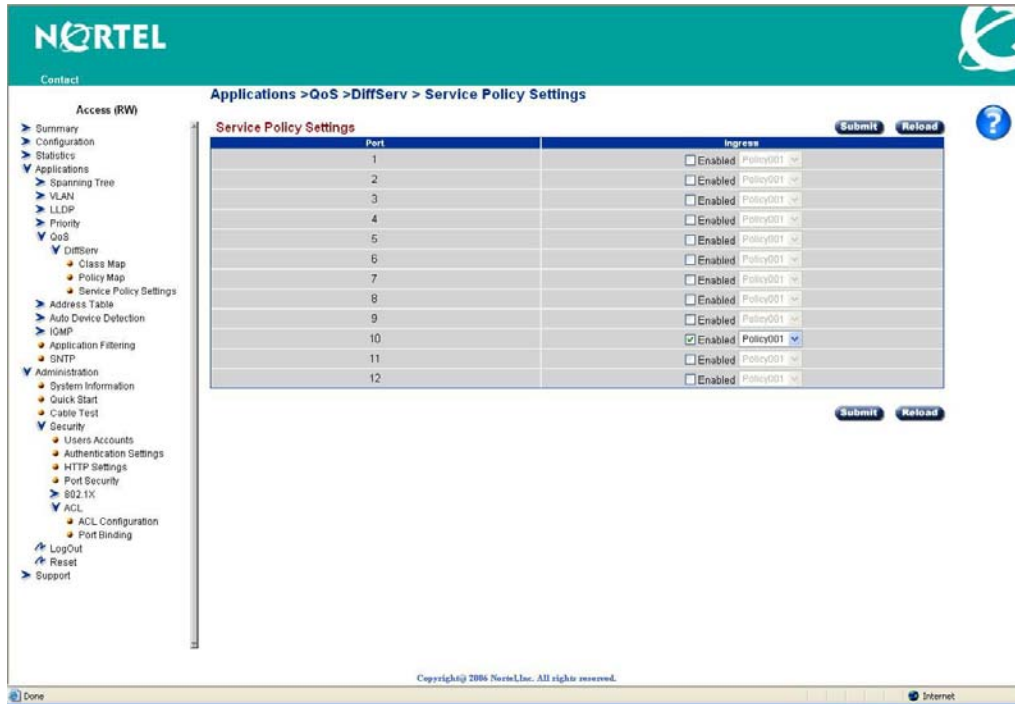 NORTEL
Contact
Access (RW)
Summary
Configuration
Statistics
Applications
Spanning Tree
VLAN
LLDP
Priority
QoS
DiffServ
Class Map
Policy Map
Service Policy Settings
Address Table
Auto Device Detection
IGMP
Application Filtering
SNTP
Administration
System Information
Quick Start
Cable Test
Security
Users Accounts
Authentication Settings
HTTP Settings
Port Security
802.1X
ACL
ACL Configuration
Port Binding
LogOut
Reset
Support
Applications >QoS >DiffServ > Service Policy Settings
Service Policy Settings
Submit Reload
?
Port Ingress
1 Enabled Policy001
2 Enabled Policy001
3 Enabled Policy001
4 Enabled Policy001
5 Enabled Policy001
6 Enabled Policy001
7 Enabled Policy001
8 Enabled Policy001
9 Enabled Policy001
10 Enabled Policy001
11 Enabled Policy001
12 Enabled Policy001
Submit Reload
Copyright@ 2006 Nortel,Inc. All rights reserved.
Done Internet